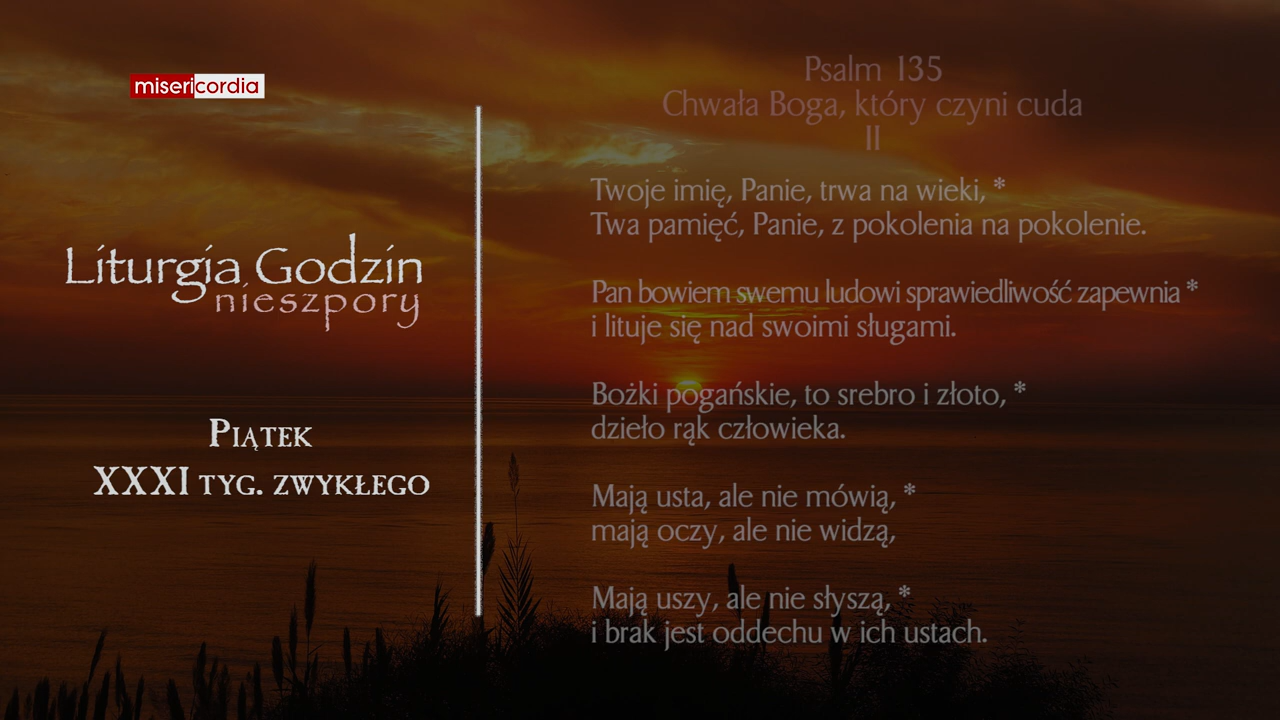 misericordia
Liturgia Godzin
nieszpory
Piątek
XXXI tyg. zwykłego
Psalm 135
Chwała Boga, który czyni cuda
II
Twoje imię, Panie, trwa na wieki, *
Twa pamięć, Panie, z pokolenia na pokolenie.
Pan bowiem swemu ludowi sprawiedliwość zapewnia *
i lituje się nad swoimi sługami.
Bożki pogańskie, to srebro i złoto, *
dzieło rąk człowieka.
Mają usta, ale nie mówią, *
mają oczy, ale nie widzą,
Mają uszy, ale nie słyszą, *
i brak jest oddechu w ich ustach.